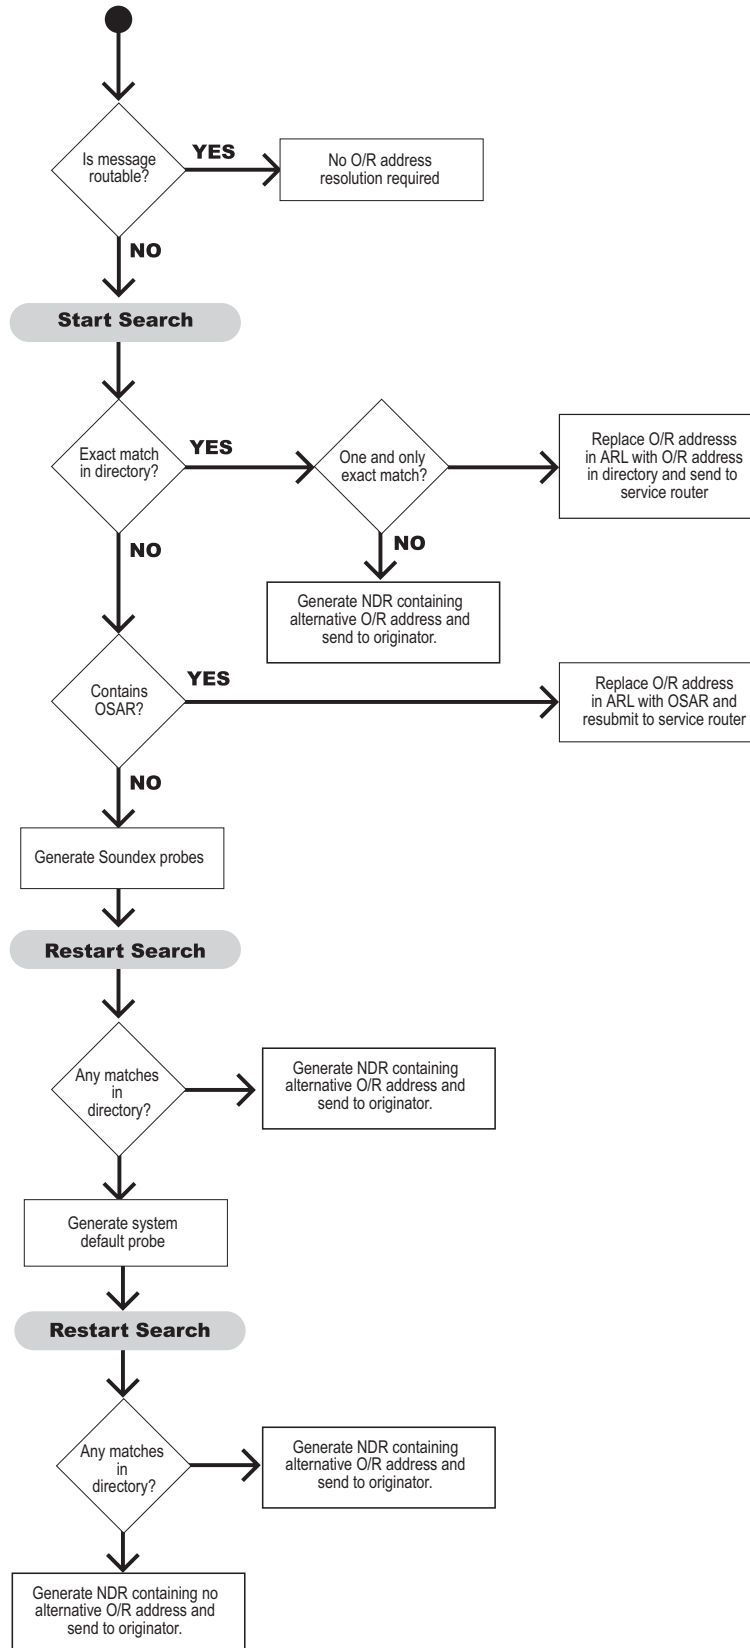 Is message
routable?
YES
No O/R address
resolution required
NO
Start Search
Exact match
in directory?
YES
One and only
exact match?
Replace O/R addresss
in ARL with O/R address
in directory and send to
service router
NO
NO
Generate NDR containing
alternative O/R address and
send to originator.
Contains
OSAR?
YES
Replace O/R address
in ARL with OSAR and
resubmit to service router
NO
Generate Soundex probes
Restart Search
Any matches
in
directory?
Generate NDR containing
alternative O/R address and
send to originator.
Generate system
default probe
Restart Search
Any matches
in
directory?
Generate NDR containing
alternative O/R address and
send to originator.
Generate NDR containing no
alternative O/R address and
send to originator.